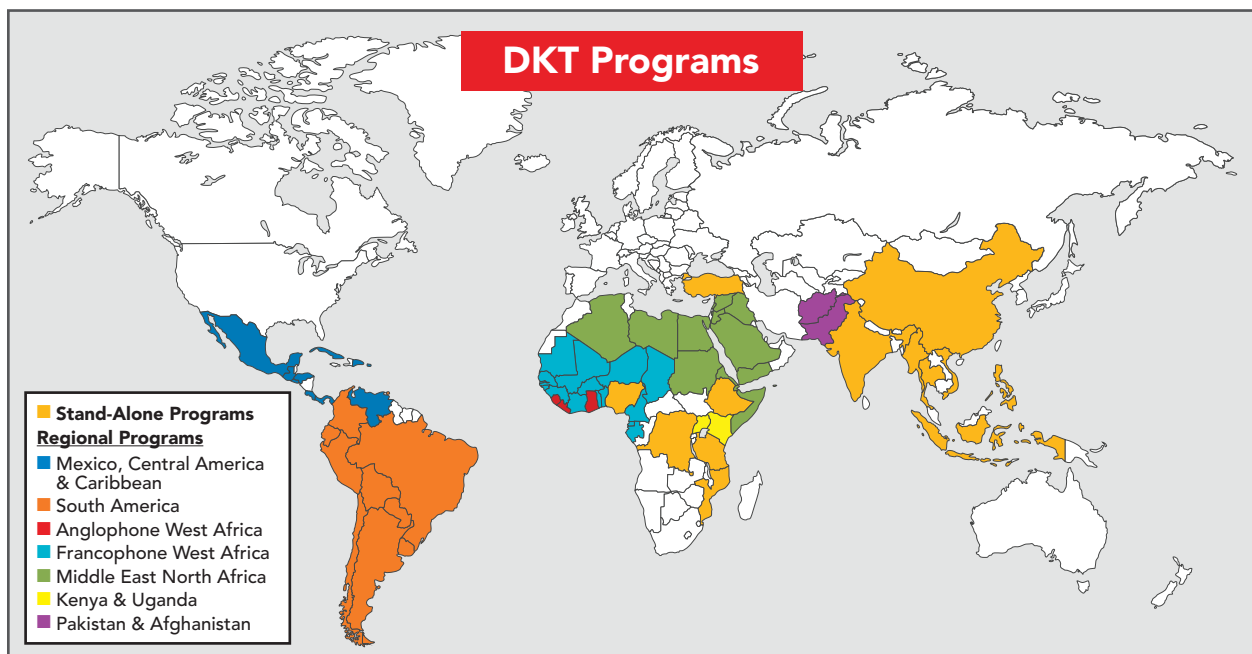 DKT Programs
Stand-Alone Programs
Regional Programs
Mexico, Central America
& Caribbean
South America
Anglophone West Africa
Francophone West Africa
Middle East North Africa
Kenya & Uganda
Pakistan & Afghanistan